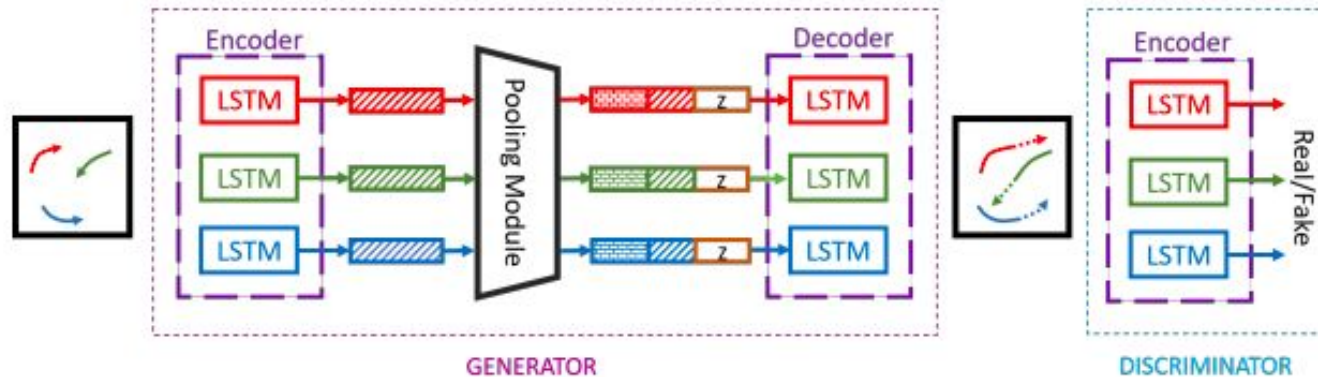 Encoder
Decoder
Encoder
LSTM
z
LSTM
LSTM
LSTM
z
LSTM
LSTM
LSTM
z
LSTM
LSTM
Pooling Module
Real/Fake
GENERATOR
DISCRIMINATOR